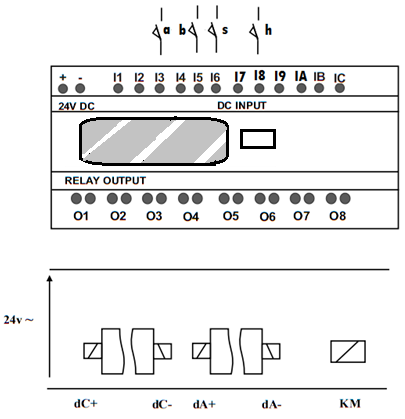 a b s h
+ - I1 I2 I3 I4 I5 I6 I7 I8 I9 IA IB IC
24V DC DC INPUT
RELAY OUTPUT
O1 O2 O3 O4 O5 O6 O7 O8
24v ~
dC+ dC- dA+ dA- KM